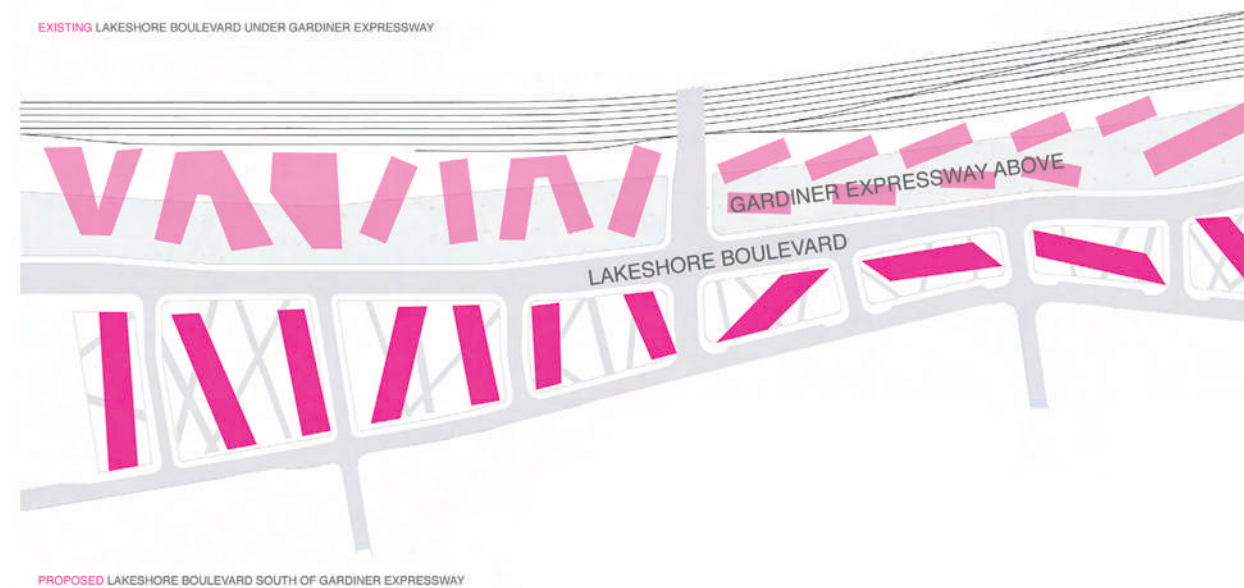 EXISTING LAKESHORE BOULEVARD UNDER GARDINER EXPRESSWAY
GARDINER EXPRESSWAY ABOVE
LAKESHORE BOULEVARD
PROPOSED LAKESHORE BOULEVARD SOUTH OF GARDINER EXPRESSWAY